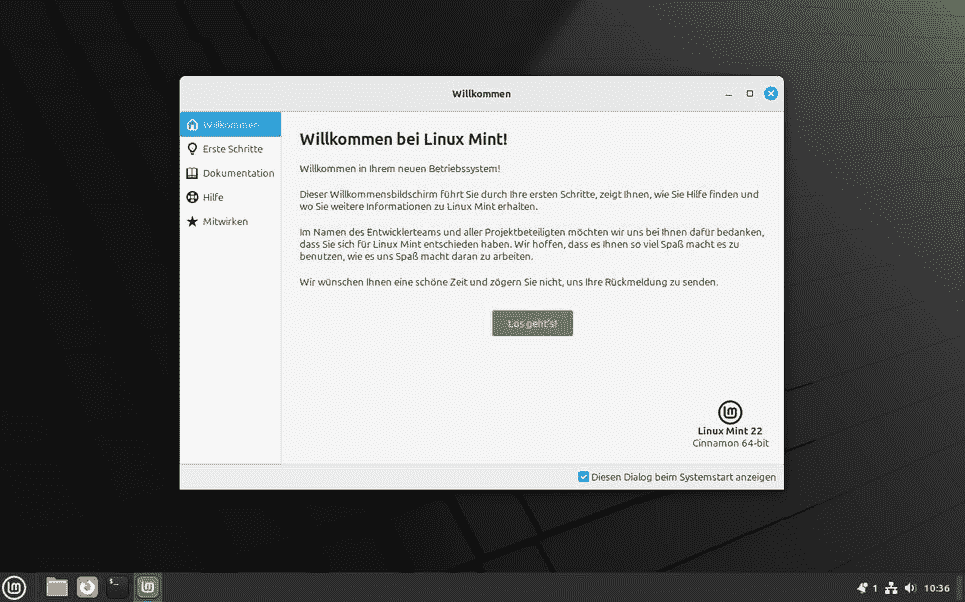 Willkommen
Willkommen
Erste Schritte
Dokumentation
Hilfe
Mitwirken
Willkommen bei Linux Mint!
Willkommen in Ihrem neuen Betriebssystem!
Dieser Willkommensbildschirm führt Sie durch Ihre ersten Schritte, zeigt Ihnen, wie Sie Hilfe finden und
wo Sie weitere Informationen zu Linux Mint erhalten.
Im Namen des Entwicklerteams und aller Projektbeteiligten möchten wir uns bei Ihnen dafür bedanken,
dass Sie sich für Linux Mint entschieden haben. Wir hoffen, dass es Ihnen so viel Spaß macht es zu
benutzen, wie es uns Spaß macht daran zu arbeiten.
Wir wünschen Ihnen eine schöne Zeit und zögern Sie nicht, uns Ihre Rückmeldung zu senden.
Los geht's!
Linux Mint 22
Cinnamon 64-bit
Diesen Dialog beim Systemstart anzeigen
1
10:36